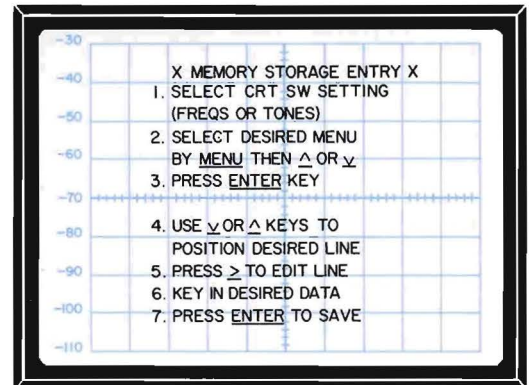 -30
X MEMORY STORAGE ENTRY X
-40
1. SELECT CRT SW SETTING
(FREQS OR TONES)
-50
2. SELECT DESIRED MENU
-60
BY MENU THEN ^ OR v
3. PRESS ENTER KEY
-70
4. USE v OR ^ KEYS TO
-80
POSITION DESIRED LINE
-90
5. PRESS > TO EDIT LINE
6. KEY IN DESIRED DATA
-100
7. PRESS ENTER TO SAVE
-110